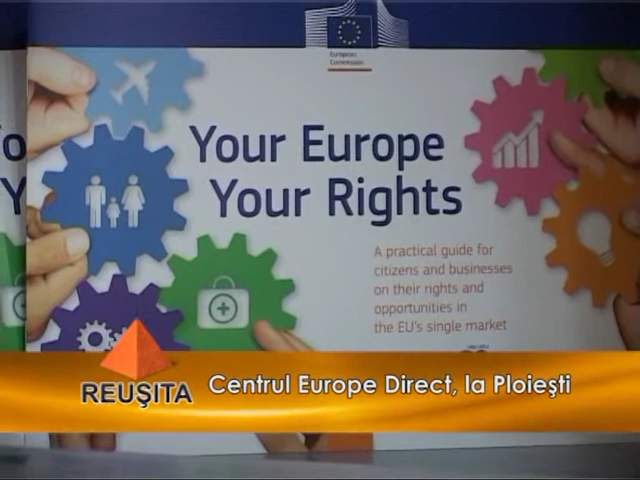 European
Commission
Your Europe
Your Rights
A practical guide for
citizens and businesses
on their rights and
opportunities in
the EU's single market
REUŞITA
Centrul Europe Direct, la Ploieşti